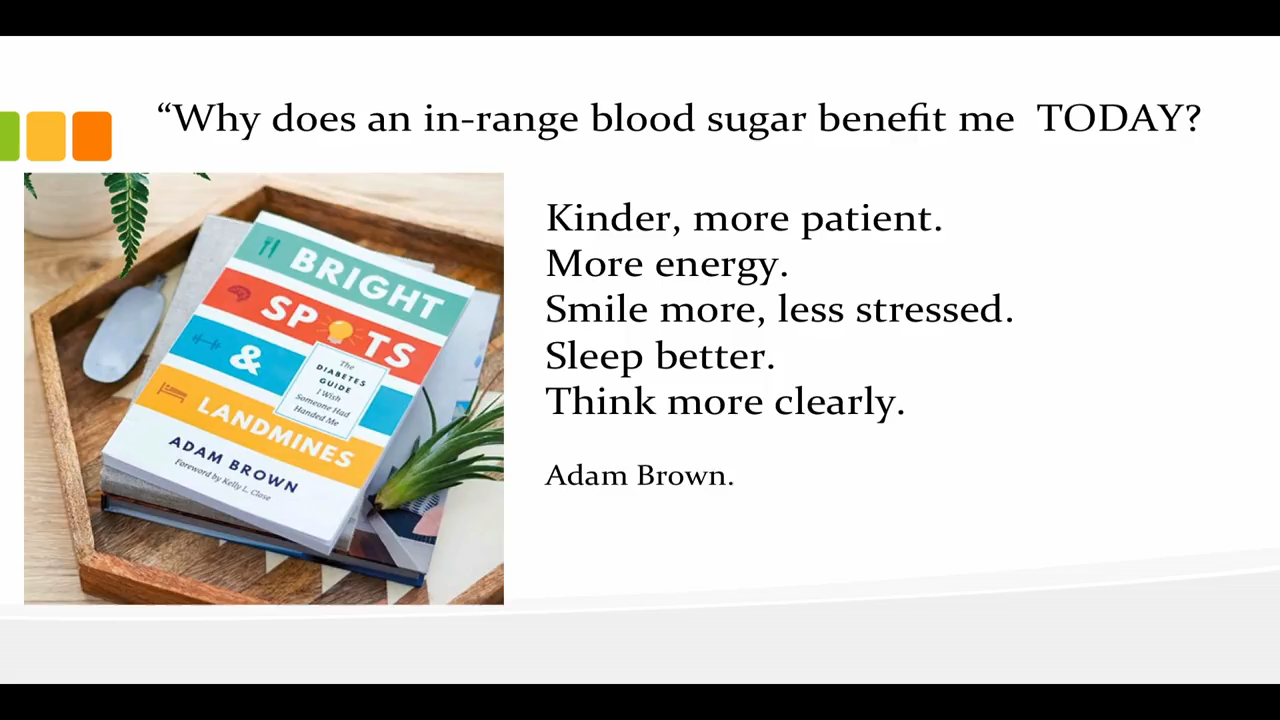 “Why does an in-range blood sugar benefit me  TODAY?
Kinder, more patient.
More energy.
Smile more, less stressed.
Sleep better.
Think more clearly.
Adam Brown.
BRIGHT
SPOTS
&
The
DIABETES
GUIDE
I Wish
Someone Had
Handed Me
LANDMINES
ADAM BROWN
Foreword by Kelly L. Close